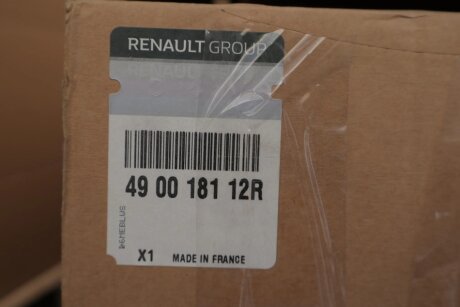 RENAULT GROUP
49 00 181 12R
X1 MADE IN FRANCE